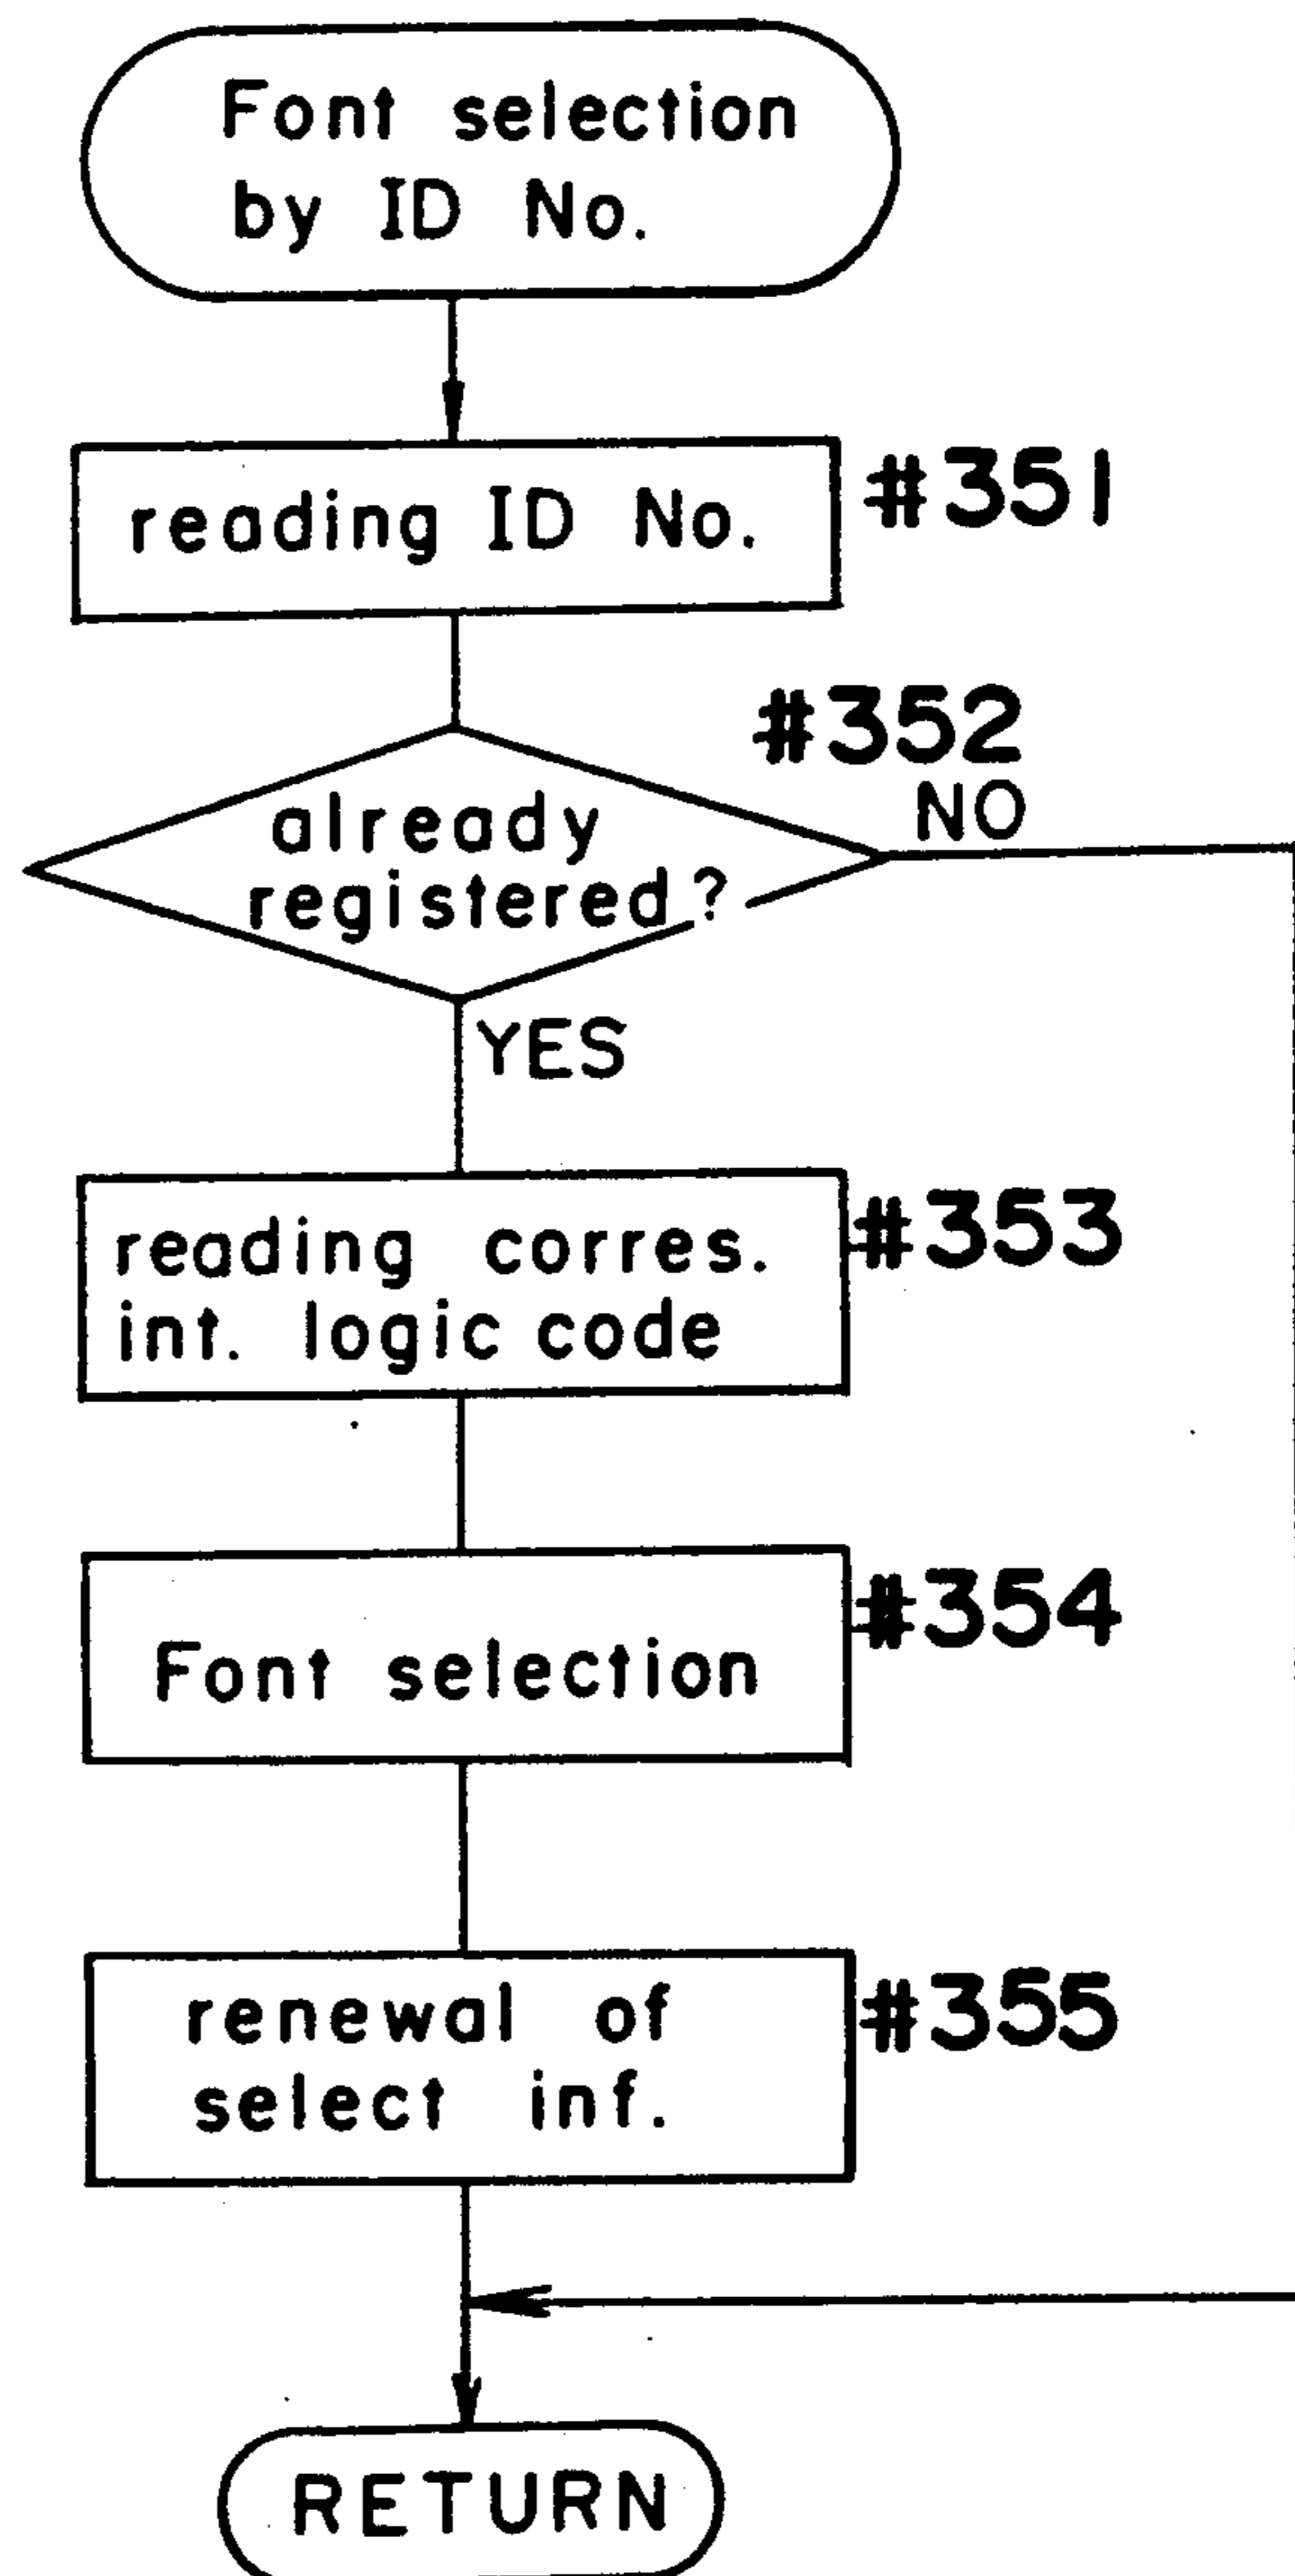 Font selection
by ID No.
reading ID No.
#351
#352
already
registered?
NO
YES
reading corres.
int. logic code
#353
Font selection
#354
renewal of
select inf.
#355
RETURN